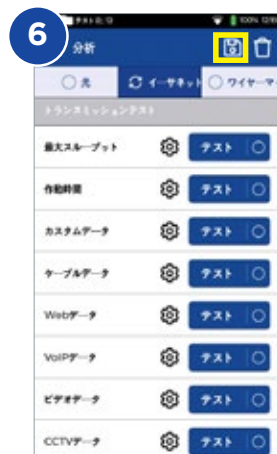 6
100%
分析
光
イーサネット
ワイヤーマ
トランスミッションテスト
最大スループット
テスト
作動時間
テスト
カスタムデータ
テスト
ケーブルデータ
テスト
Webデータ
テスト
VoIPデータ
テスト
ビデオデータ
テスト
CCTVデータ
テスト